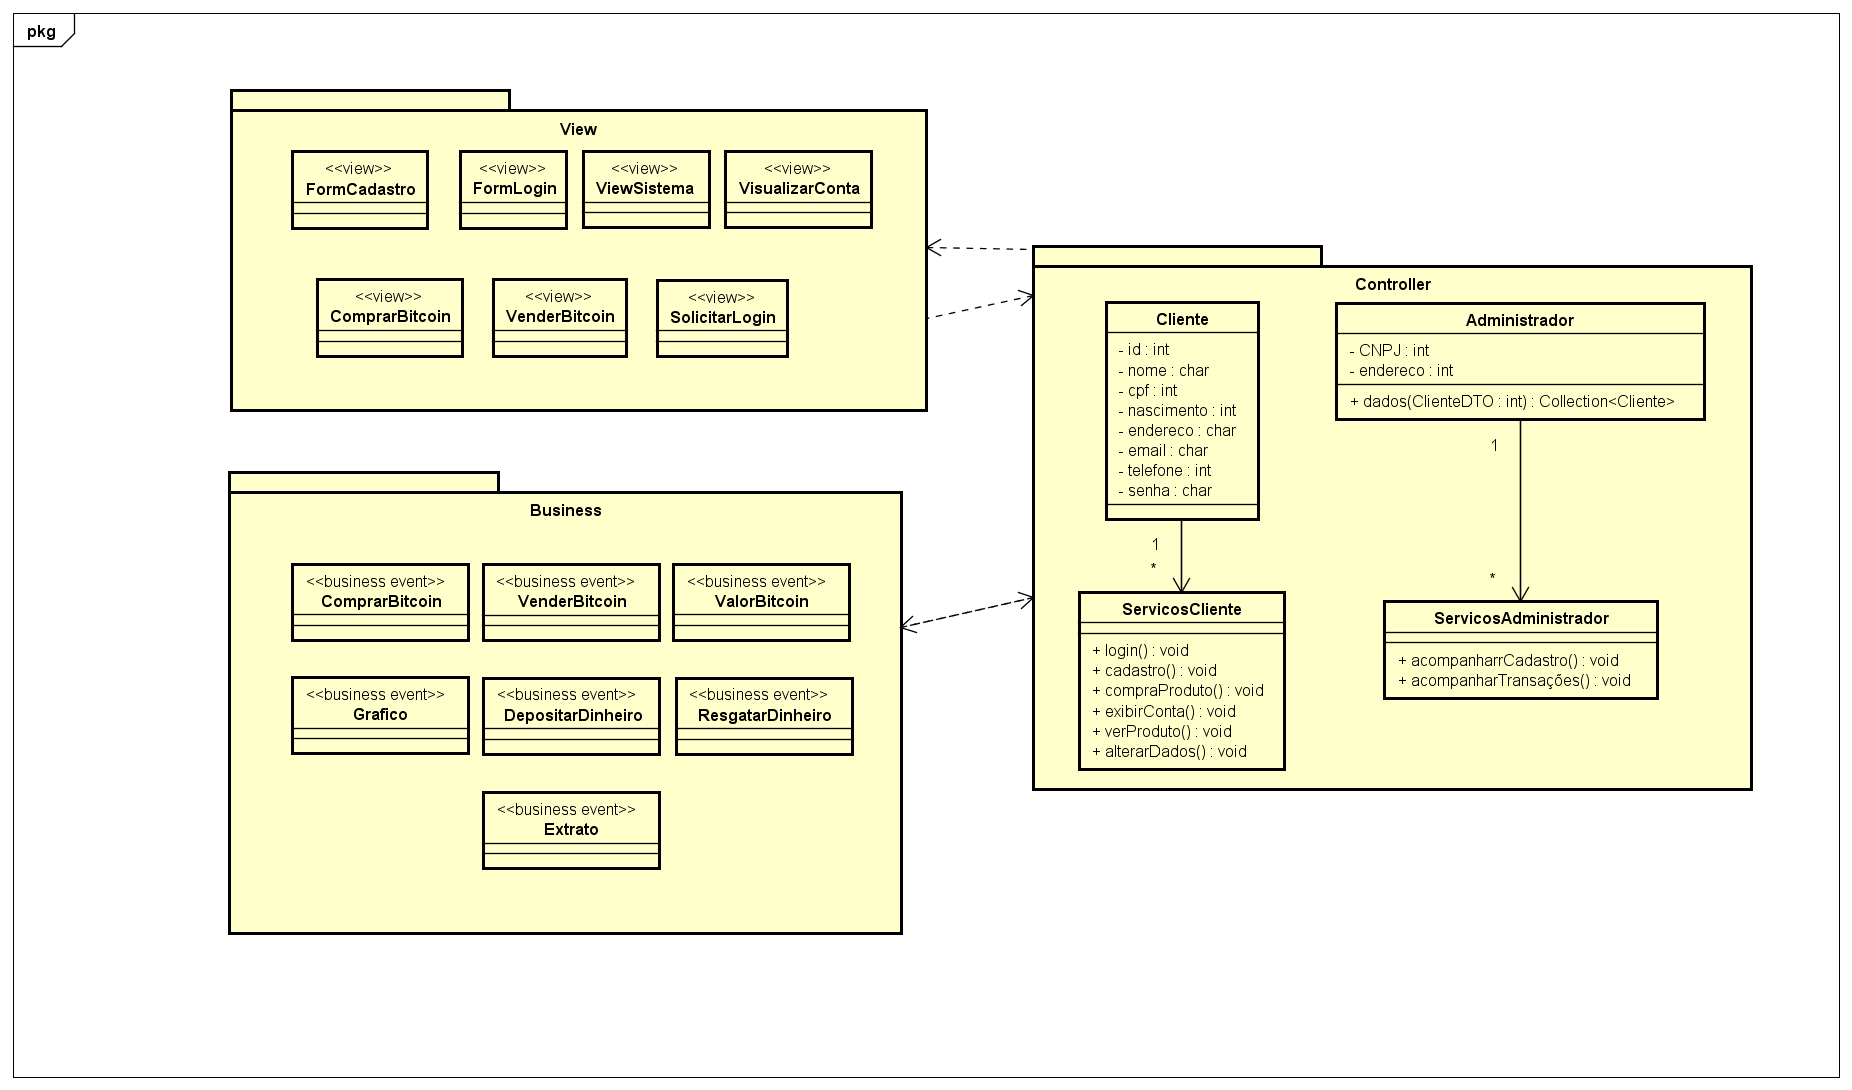 pkg
View
<<view>>
FormCadastro
<<view>>
FormLogin
<<view>>
ViewSistema
<<view>>
VisualizarConta
<<view>>
ComprarBitcoin
<<view>>
VenderBitcoin
<<view>>
SolicitarLogin
Controller
Cliente
- id : int
- nome : char
- cpf : int
- nascimento : int
- endereco : char
- email : char
- telefone : int
- senha : char
1
*
ServicosCliente
+ login() : void
+ cadastro() : void
+ compraProduto() : void
+ exibirConta() : void
+ verProduto() : void
+ alterarDados() : void
Administrador
- CNPJ : int
- endereco : int
+ dados(ClienteDTO : int) : Collection<Cliente>
1
*
ServicosAdministrador
+ acompanharrCadastro() : void
+ acompanharTransações() : void
Business
<<business event>>
ComprarBitcoin
<<business event>>
VenderBitcoin
<<business event>>
ValorBitcoin
<<business event>>
Grafico
<<business event>>
DepositarDinheiro
<<business event>>
ResgatarDinheiro
<<business event>>
Extrato